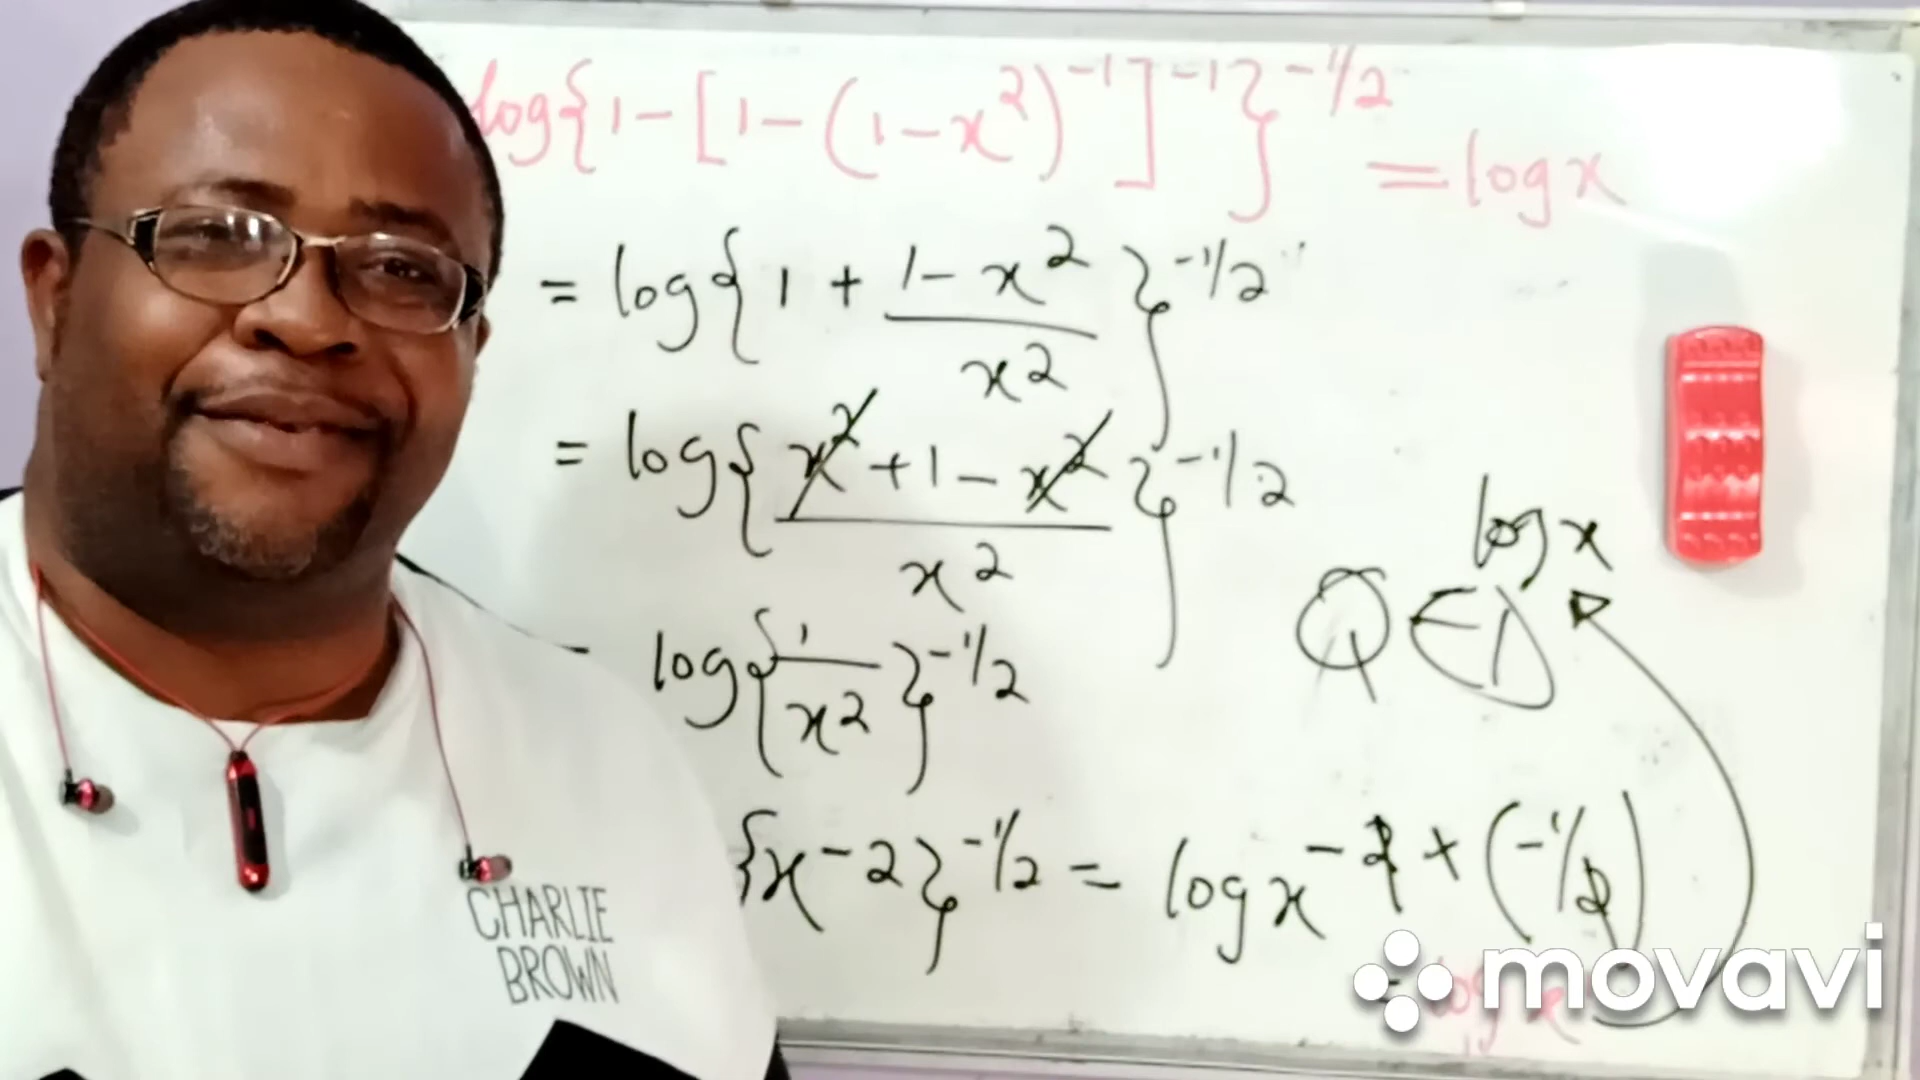 log{1-[1-(1-x²)⁻¹]⁻¹}^-1/2
= log x
= log{1 + 1-x²/x²}^-1/2
= log{x²+1-x²/x²}^-1/2
log x
QED
log{1/x²}^-1/2
{x^-2}^-1/2 = log x^-2 + (-1/2)
= log x
CHARLIE
BROWN
movavi